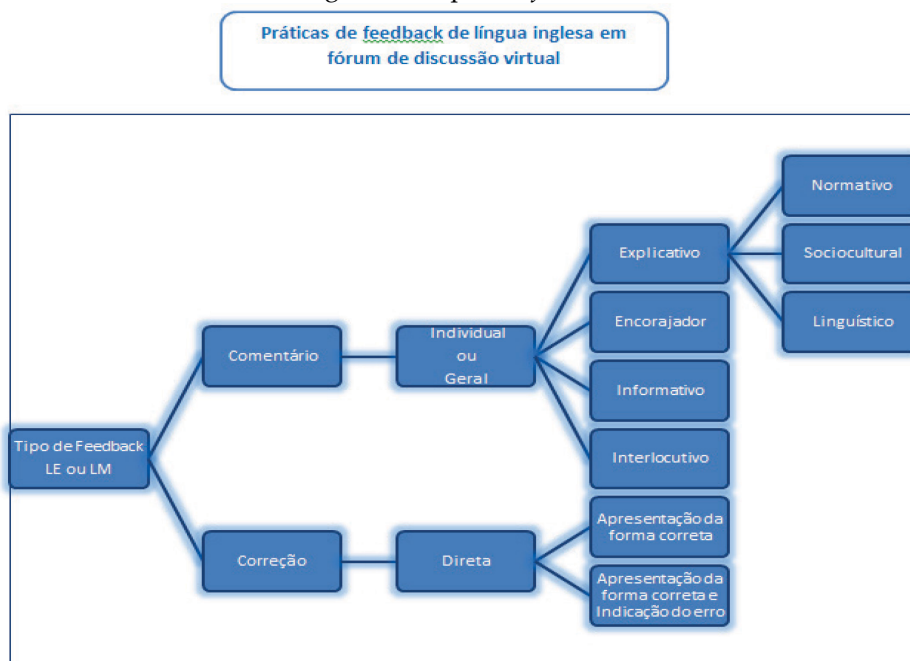 Práticas de feedback de língua inglesa em
fórum de discussão virtual
Normativo
Explicativo
Sociocultural
Encorajador
Linguístico
Individual
ou
Geral
Comentário
Informativo
Interlocutivo
Tipo de Feedback
LE ou LM
Apresentação da
forma correta
Correção
Direta
Apresentação da
forma correta e
Indicação do erro